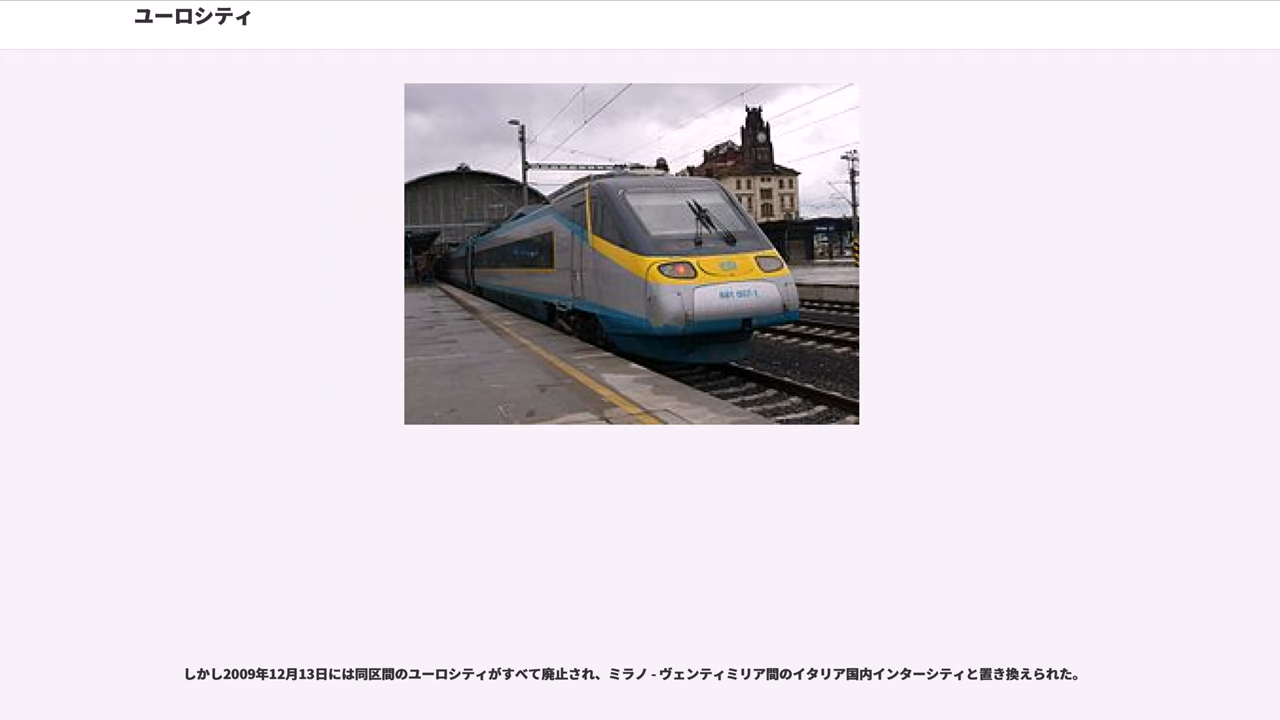 ユーロシティ
しかし2009年12月13日には同区間のユーロシティがすべて廃止され、ミラノ - ヴェンティミリア間のイタリア国内インターシティと置き換えられた。